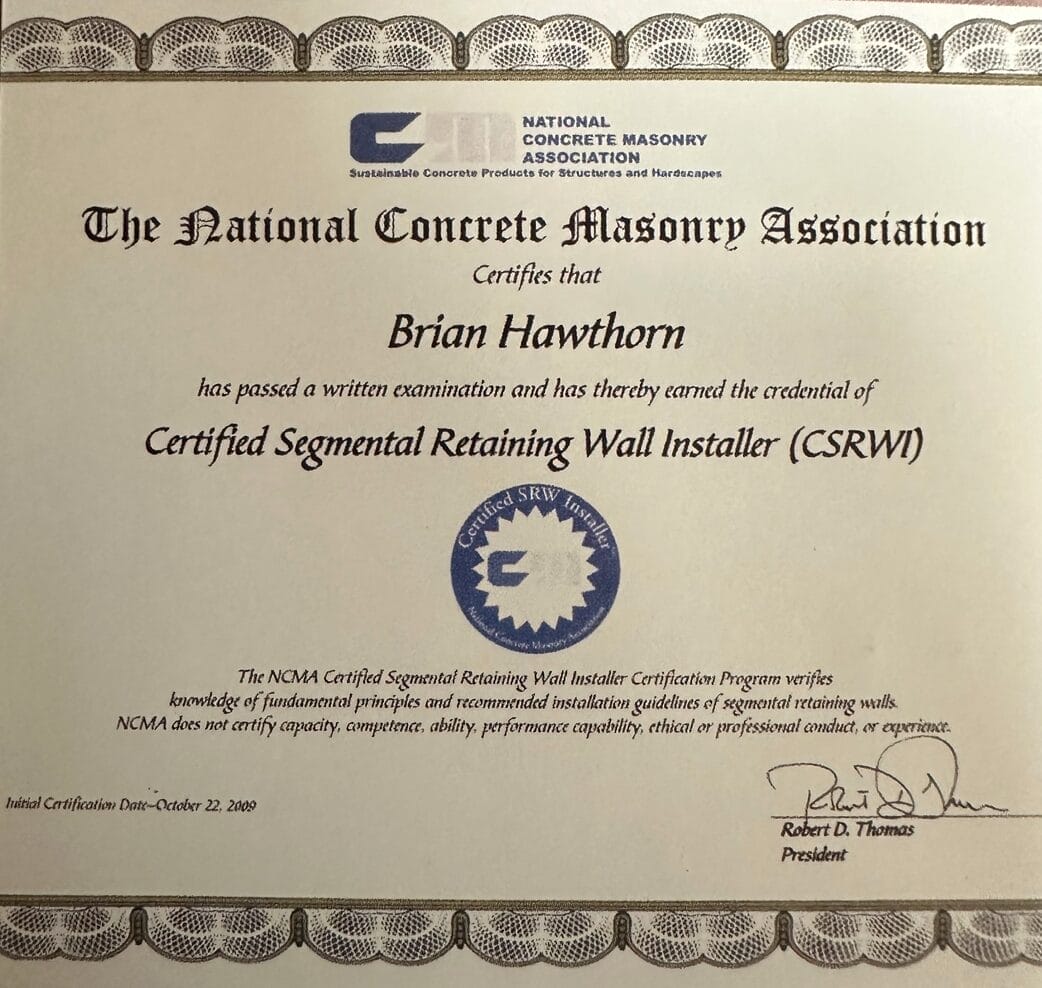 NATIONAL
CONCRETE MASONRY
ASSOCIATION
Sustainable Concrete Products for Structures and Hardscapes
The National Concrete Masonry Association
Certifies that
Brian Hawthorn
has passed a written examination and has thereby earned the credential of
Certified Segmental Retaining Wall Installer (CSRWI)
Certified SRW Installer
National Concrete Masonry Association
The NCMA Certified Segmental Retaining Wall Installer Certification Program verifies
knowledge of fundamental principles and recommended installation guidelines of segmental retaining walls.
NCMA does not certify capacity, competence, ability, performance capability, ethical or professional conduct, or experience.
Initial Certification Date–October 22, 2009
Robert D. Thomas
Robert D. Thomas
President